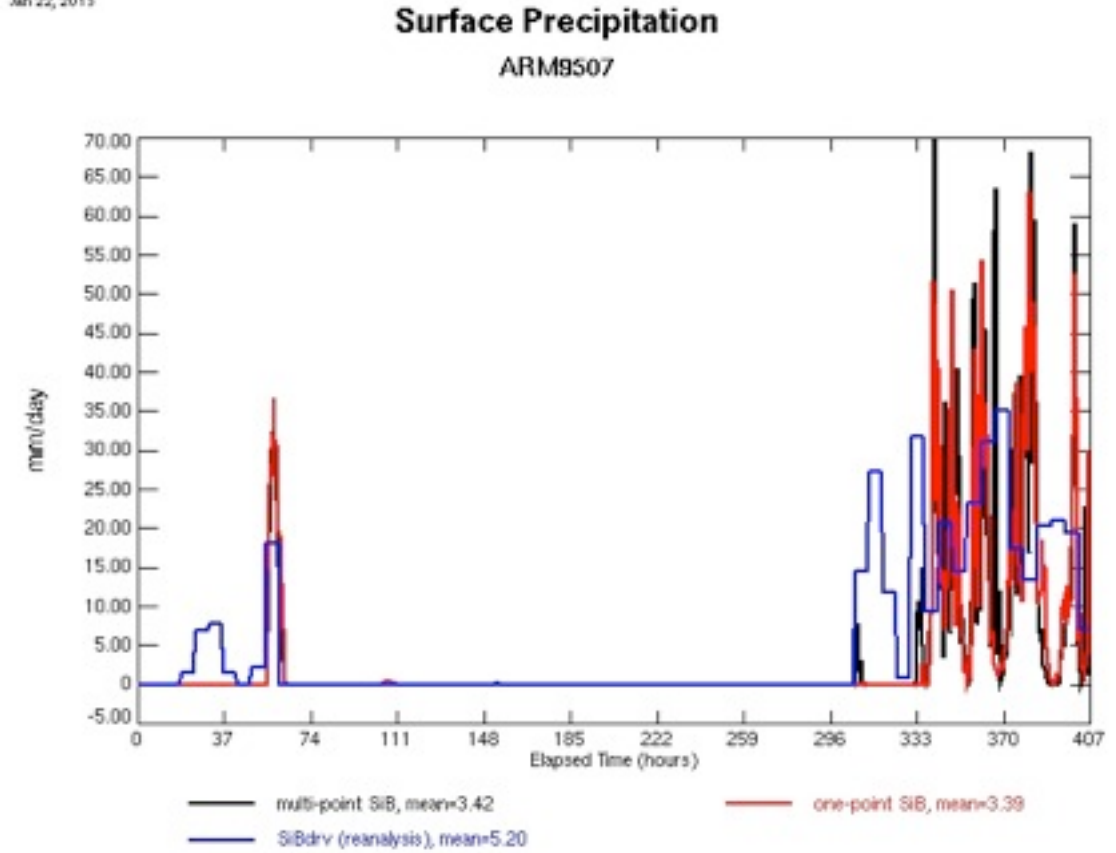 Jan 22, 2015
Surface Precipitation
ARM9507
mm/day
70.00
65.00
60.00
55.00
50.00
45.00
40.00
35.00
30.00
25.00
20.00
15.00
10.00
5.00
0
-5.00
0 37 74 111 148 185 222 259 296 333 370 407
Elapsed Time (hours)
multi-point SiB, mean=3.42 one-point SiB, mean=3.39
SiBdrv (reanalysis), mean=5.20